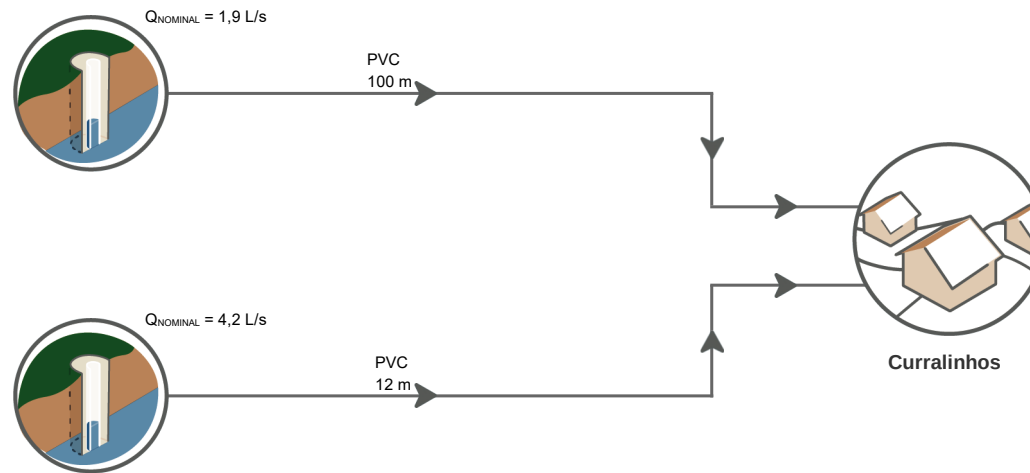 QNOMINAL = 1,9 L/s
PVC
100 m
QNOMINAL = 4,2 L/s
PVC
12 m
Curralinhos